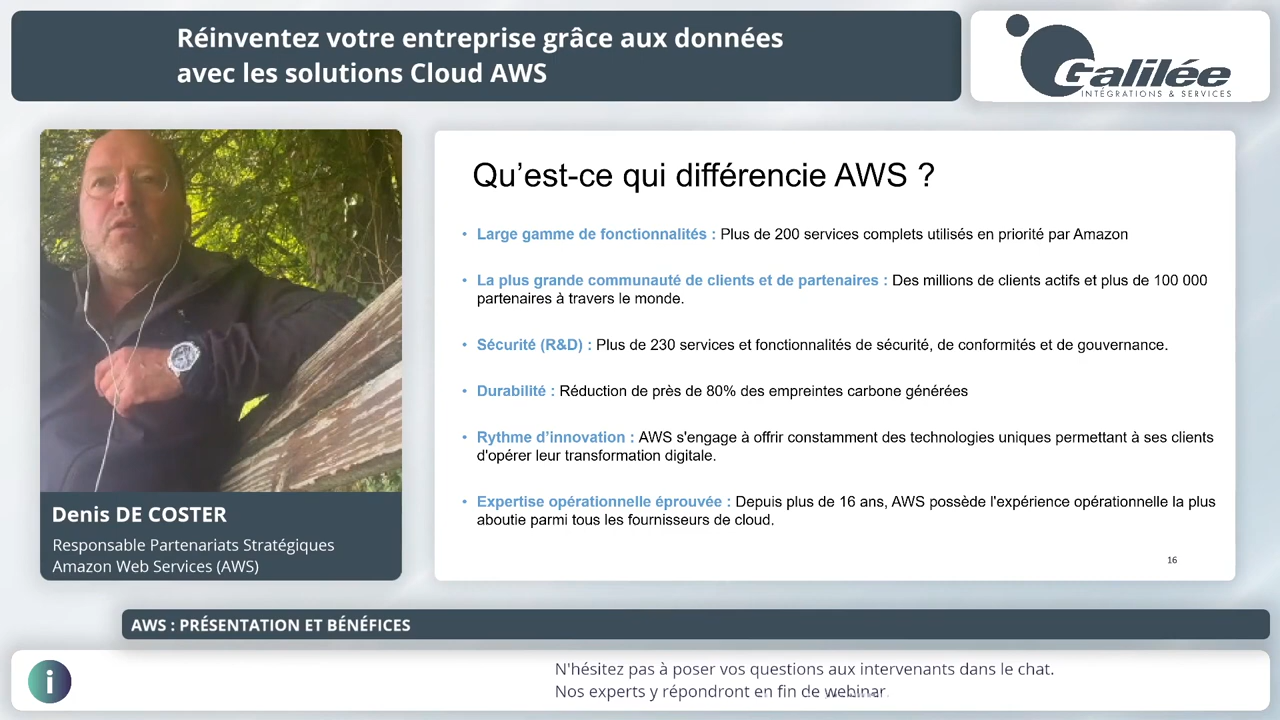 Réinventez votre entreprise grâce aux données
avec les solutions Cloud AWS
Galilée
INTÉGRATIONS & SERVICES
Qu'est-ce qui différencie AWS ?
• Large gamme de fonctionnalités : Plus de 200 services complets utilisés en priorité par Amazon
• La plus grande communauté de clients et de partenaires : Des millions de clients actifs et plus de 100 000
partenaires à travers le monde.
• Sécurité (R&D) : Plus de 230 services et fonctionnalités de sécurité, de conformités et de gouvernance.
• Durabilité : Réduction de près de 80% des empreintes carbone générées
• Rythme d'innovation : AWS s'engage à offrir constamment des technologies uniques permettant à ses clients
d'opérer leur transformation digitale.
• Expertise opérationnelle éprouvée : Depuis plus de 16 ans, AWS possède l'expérience opérationnelle la plus
aboutie parmi tous les fournisseurs de cloud.
16
Denis DE COSTER
Responsable Partenariats Stratégiques
Amazon Web Services (AWS)
AWS : PRÉSENTATION ET BÉNÉFICES
i
N'hésitez pas à poser vos questions aux intervenants dans le chat.
Nos experts y répondront en fin de webinar.